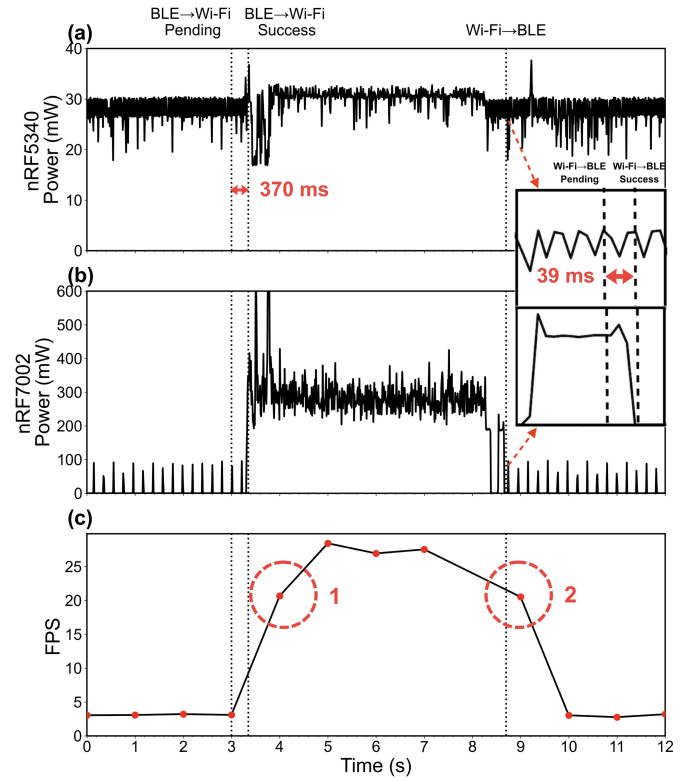 BLE→Wi-Fi
Pending
BLE→Wi-Fi
Success
Wi-Fi→BLE
(a)
40
30
20
10
0
nRF5340
Power (mW)
370 ms
Wi-Fi→BLE
Pending
Wi-Fi→BLE
Success
39 ms
(b)
600
500
400
300
200
100
0
nRF7002
Power (mW)
(c)
25
20
15
10
5
0
FPS
1
2
0 1 2 3 4 5 6 7 8 9 10 11 12
Time (s)